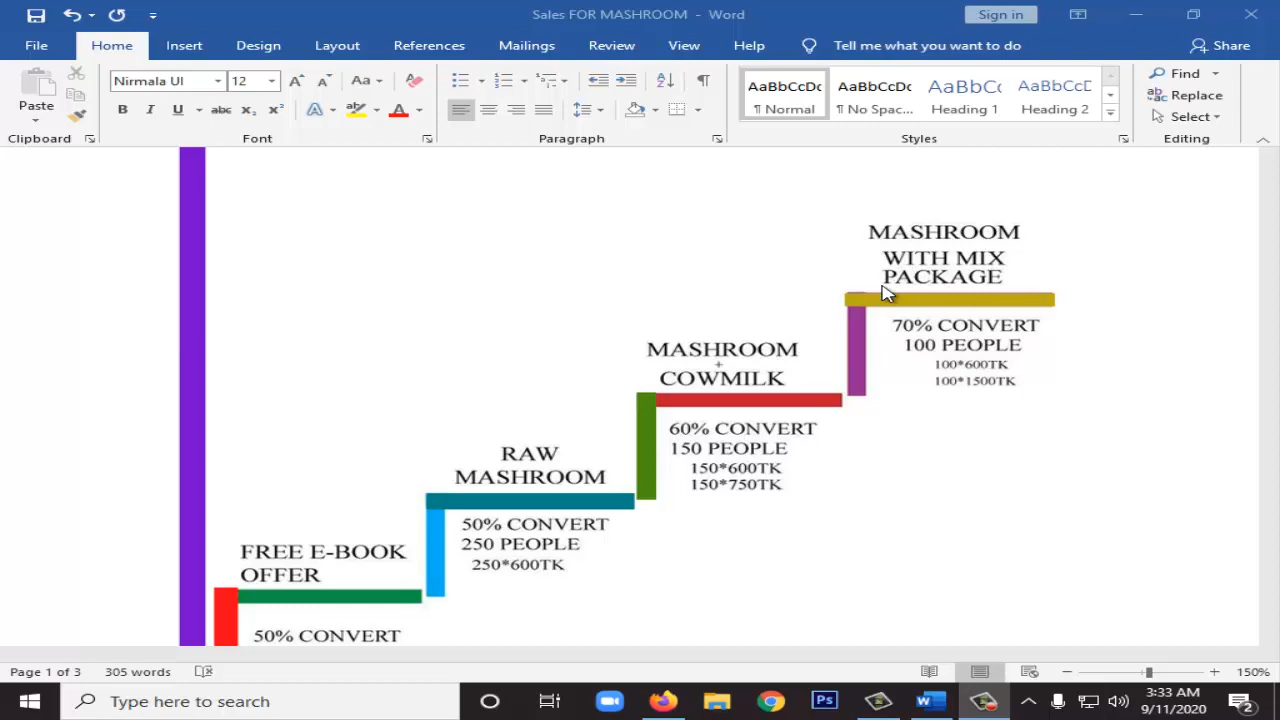 Sales FOR MASHROOM - Word
Sign in
File Home Insert Design Layout References Mailings Review View Help Tell me what you want to do Share
Paste
Clipboard
Nirmala UI 12
Font
Paragraph
AaBbCcDc AaBbCcDc AaBbCc AaBbCcD
¶ Normal ¶ No Spac... Heading 1 Heading 2
Styles
Find
Replace
Select
Editing
MASHROOM
WITH MIX
PACKAGE
70% CONVERT
100 PEOPLE
100*600TK
100*1500TK
MASHROOM
+
COWMILK
60% CONVERT
150 PEOPLE
150*600TK
150*750TK
RAW
MASHROOM
50% CONVERT
250 PEOPLE
250*600TK
FREE E-BOOK
OFFER
50% CONVERT
Page 1 of 3 305 words
150%
Type here to search
3:33 AM
9/11/2020
2